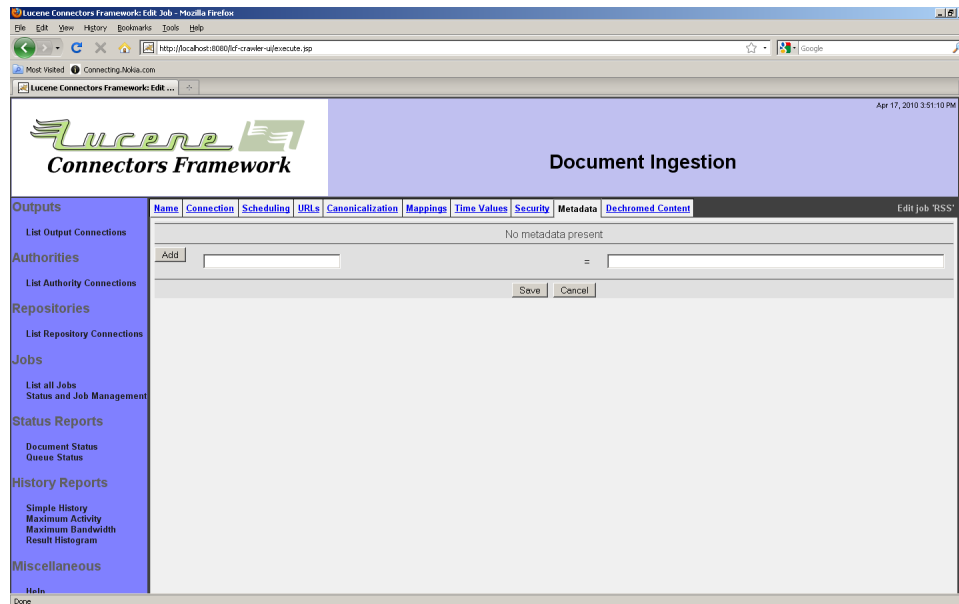 Lucene Connectors Framework: Edit Job - Mozilla Firefox
File Edit View History Bookmarks Tools Help
http://localhost:8080/lcf-crawler-ui/execute.jsp
Google
Most Visited Connecting.Nokia.com
Lucene Connectors Framework: Edit ...
Apr 17, 2010 3:51:10 PM
Lucene
Connectors Framework
Document Ingestion
Outputs
List Output Connections
Authorities
List Authority Connections
Repositories
List Repository Connections
Jobs
List all Jobs
Status and Job Management
Status Reports
Document Status
Queue Status
History Reports
Simple History
Maximum Activity
Maximum Bandwidth
Result Histogram
Miscellaneous
Help
Name Connection Scheduling URLs Canonicalization Mappings Time Values Security Metadata Dechromed Content Edit job 'RSS'
No metadata present
Add =
Save Cancel
Done